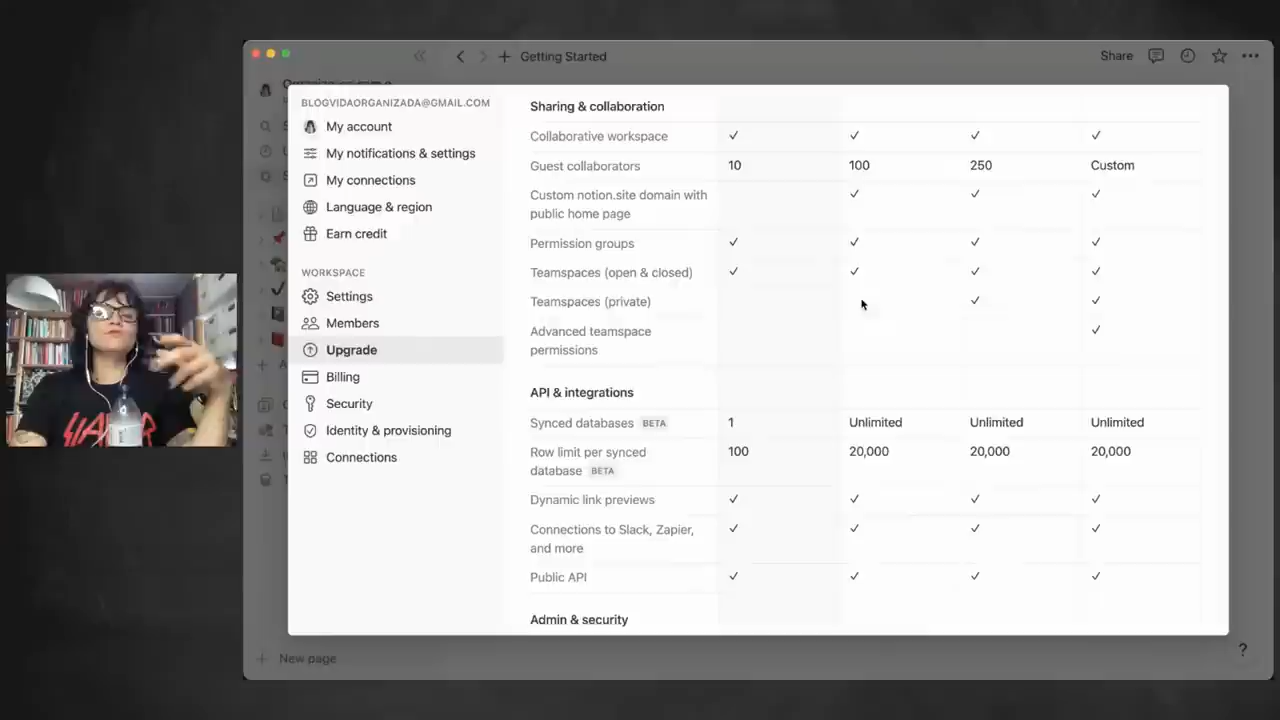 Getting Started
Share
BLOGVIDAORGANIZADA@GMAIL.COM
My account
My notifications & settings
My connections
Language & region
Earn credit
WORKSPACE
Settings
Members
Upgrade
Billing
Security
Identity & provisioning
Connections
Sharing & collaboration
Collaborative workspace ✓ ✓ ✓ ✓
Guest collaborators 10 100 250 Custom
Custom notion.site domain with
public home page ✓ ✓ ✓
Permission groups ✓ ✓ ✓ ✓
Teamspaces (open & closed) ✓ ✓ ✓ ✓
Teamspaces (private) ✓ ✓
Advanced teamspace
permissions ✓
API & integrations
Synced databases BETA 1 Unlimited Unlimited Unlimited
Row limit per synced
database BETA 100 20,000 20,000 20,000
Dynamic link previews ✓ ✓ ✓ ✓
Connections to Slack, Zapier,
and more ✓ ✓ ✓ ✓
Public API ✓ ✓ ✓ ✓
Admin & security
New page
?
SLAYER